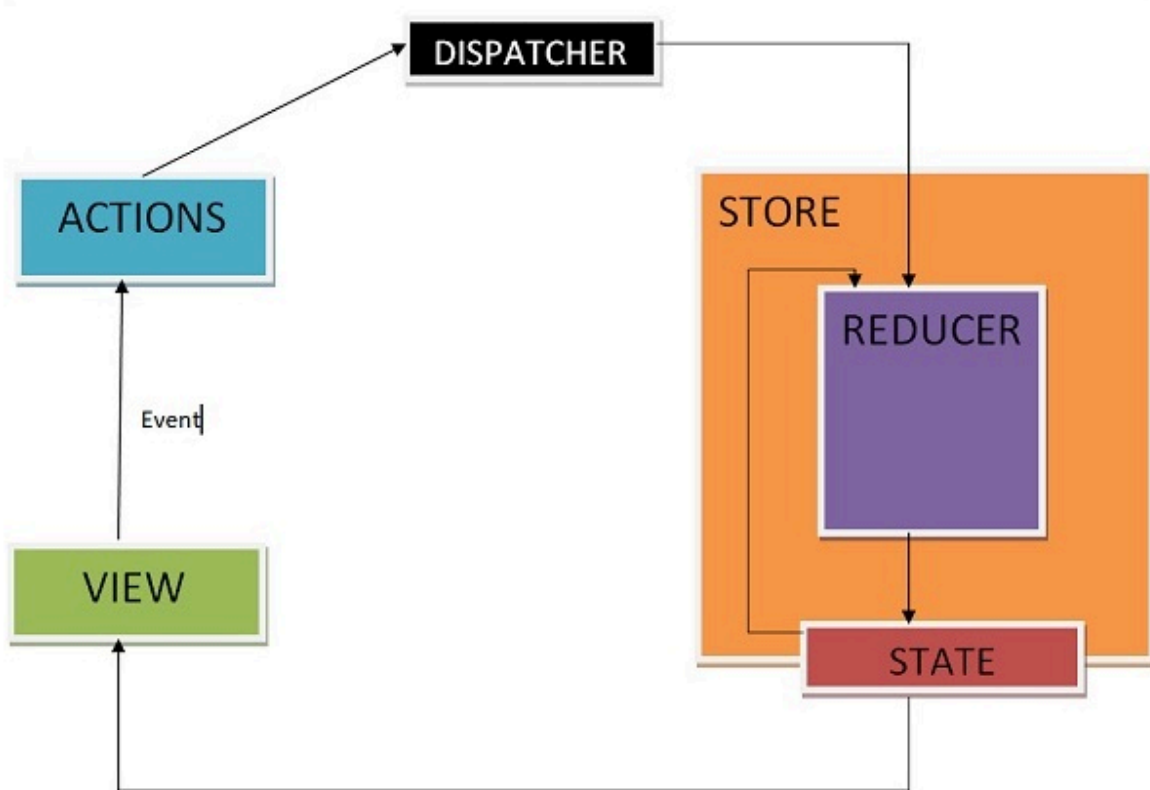 DISPATCHER
ACTIONS
STORE
REDUCER
Event
VIEW
STATE